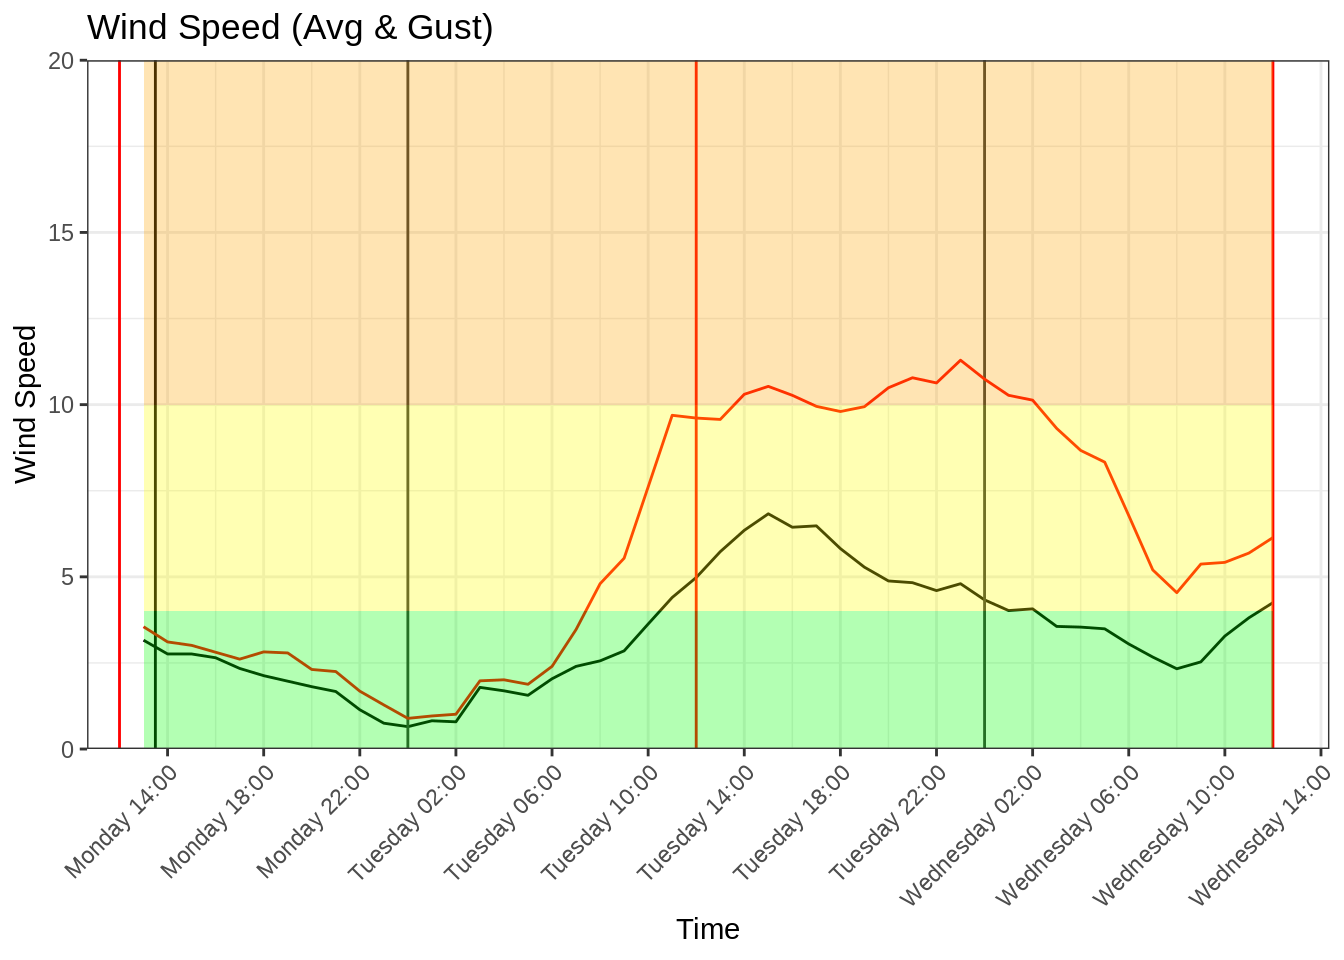 Wind Speed (Avg & Gust)
20
15
10
5
0
Wind Speed
Monday 14:00
Monday 18:00
Monday 22:00
Tuesday 02:00
Tuesday 06:00
Tuesday 10:00
Tuesday 14:00
Tuesday 18:00
Tuesday 22:00
Wednesday 02:00
Wednesday 06:00
Wednesday 10:00
Wednesday 14:00
Time